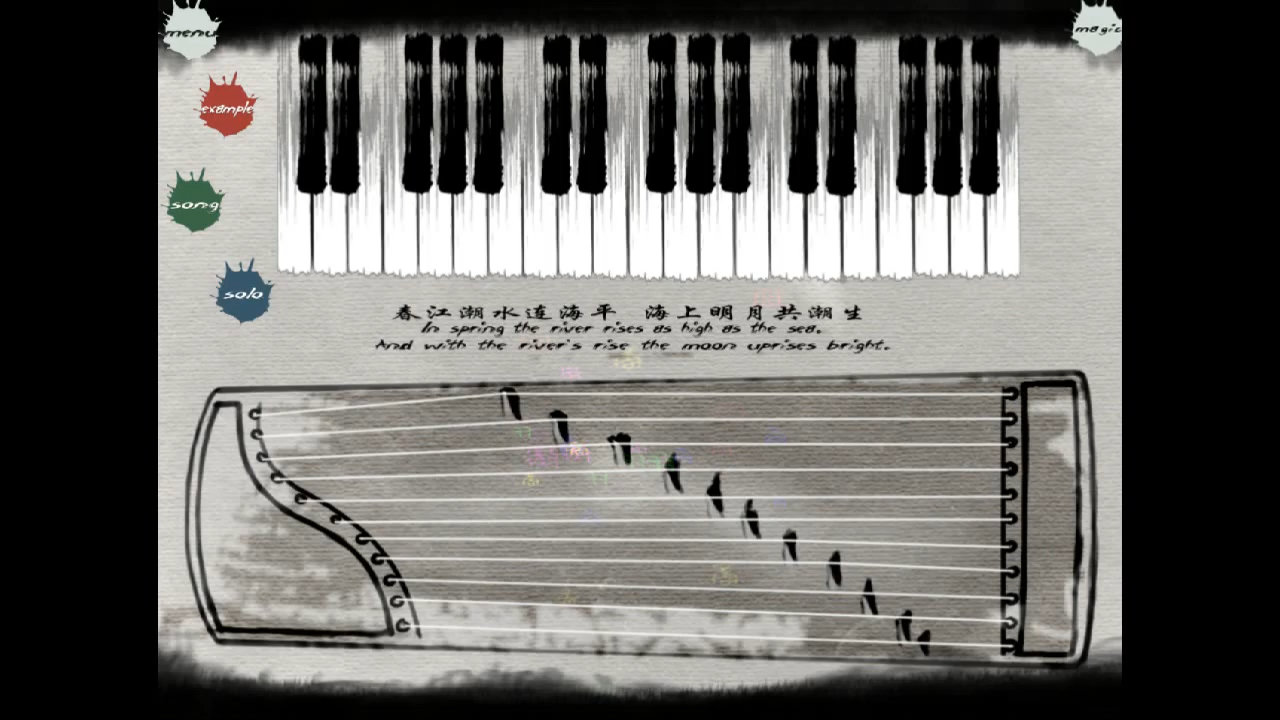 menu
magic
example
song
solo
春江潮水连海平 海上明月共潮生
In spring the river rises as high as the sea.
And with the river's rise the moon uprises bright.